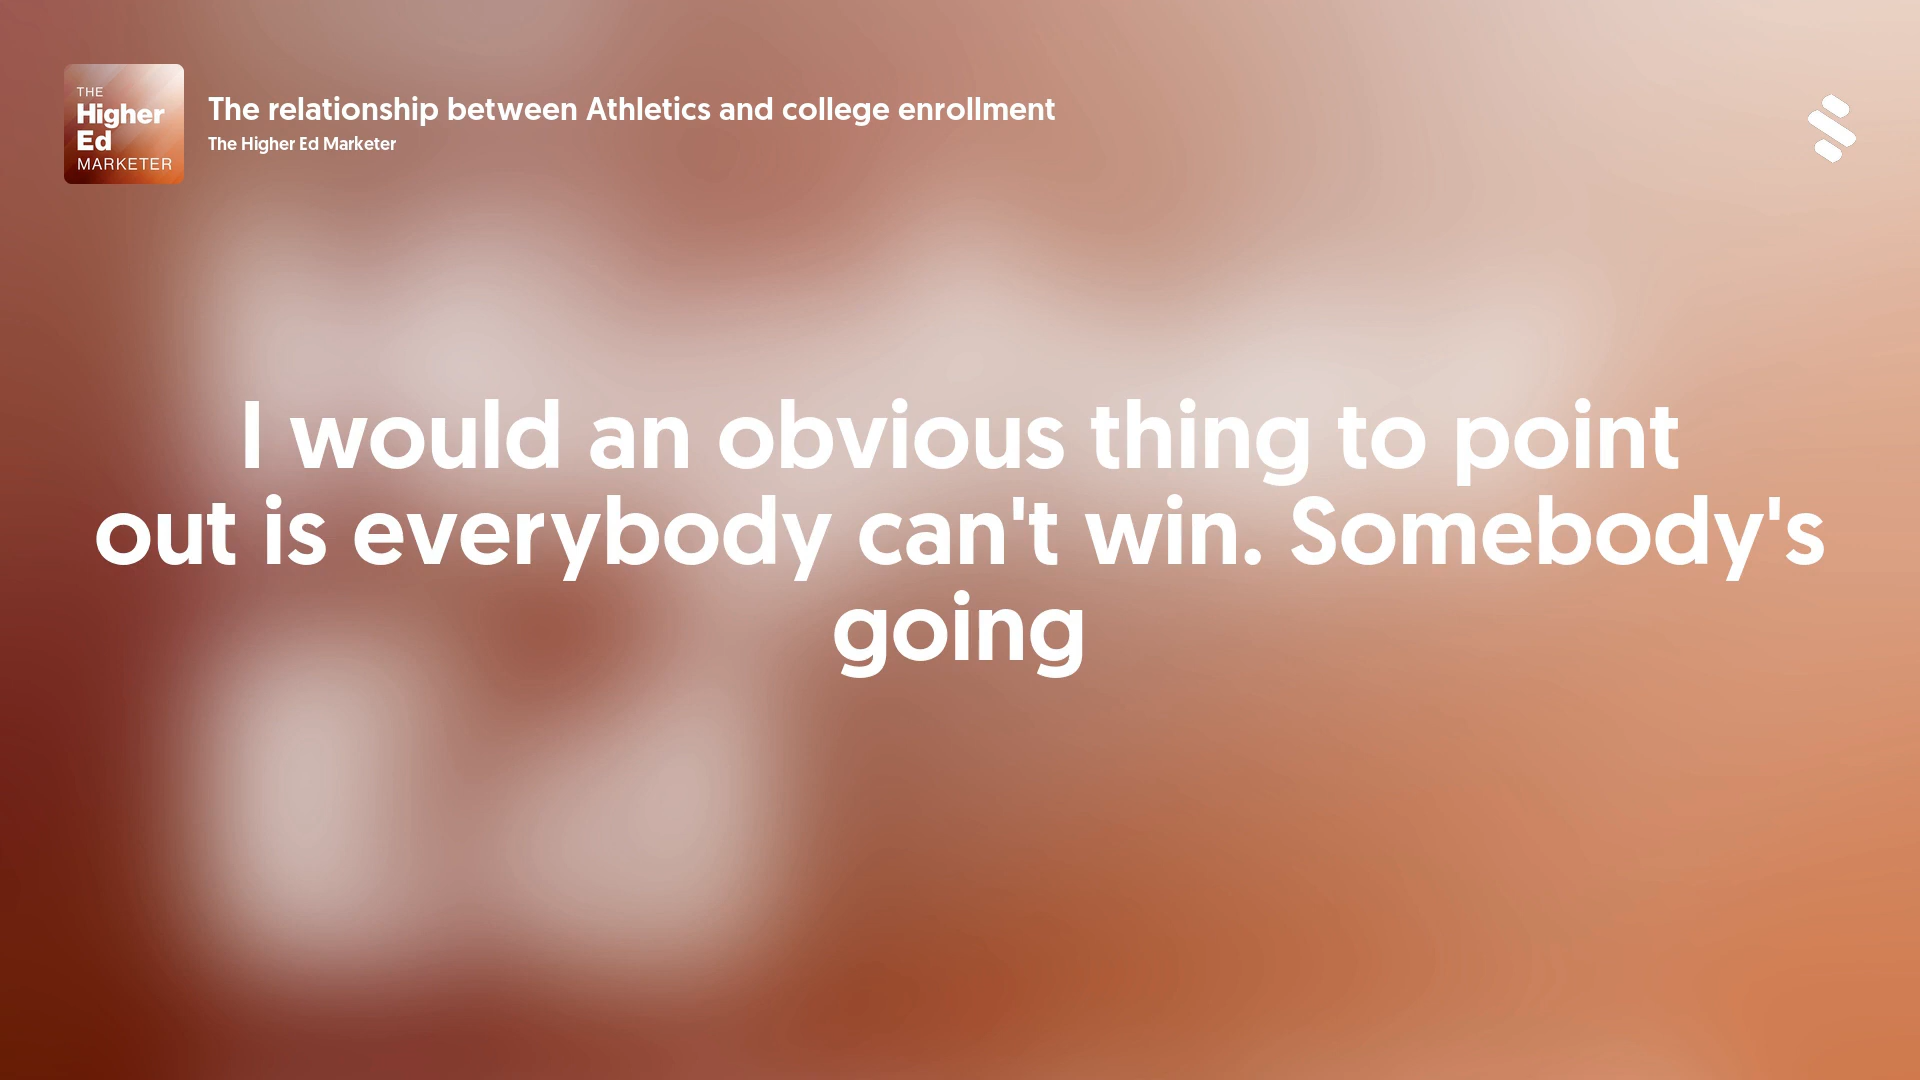 THE
Higher
Ed
MARKETER
The relationship between Athletics and college enrollment
The Higher Ed Marketer
I would an obvious thing to point
out is everybody can't win. Somebody's
going